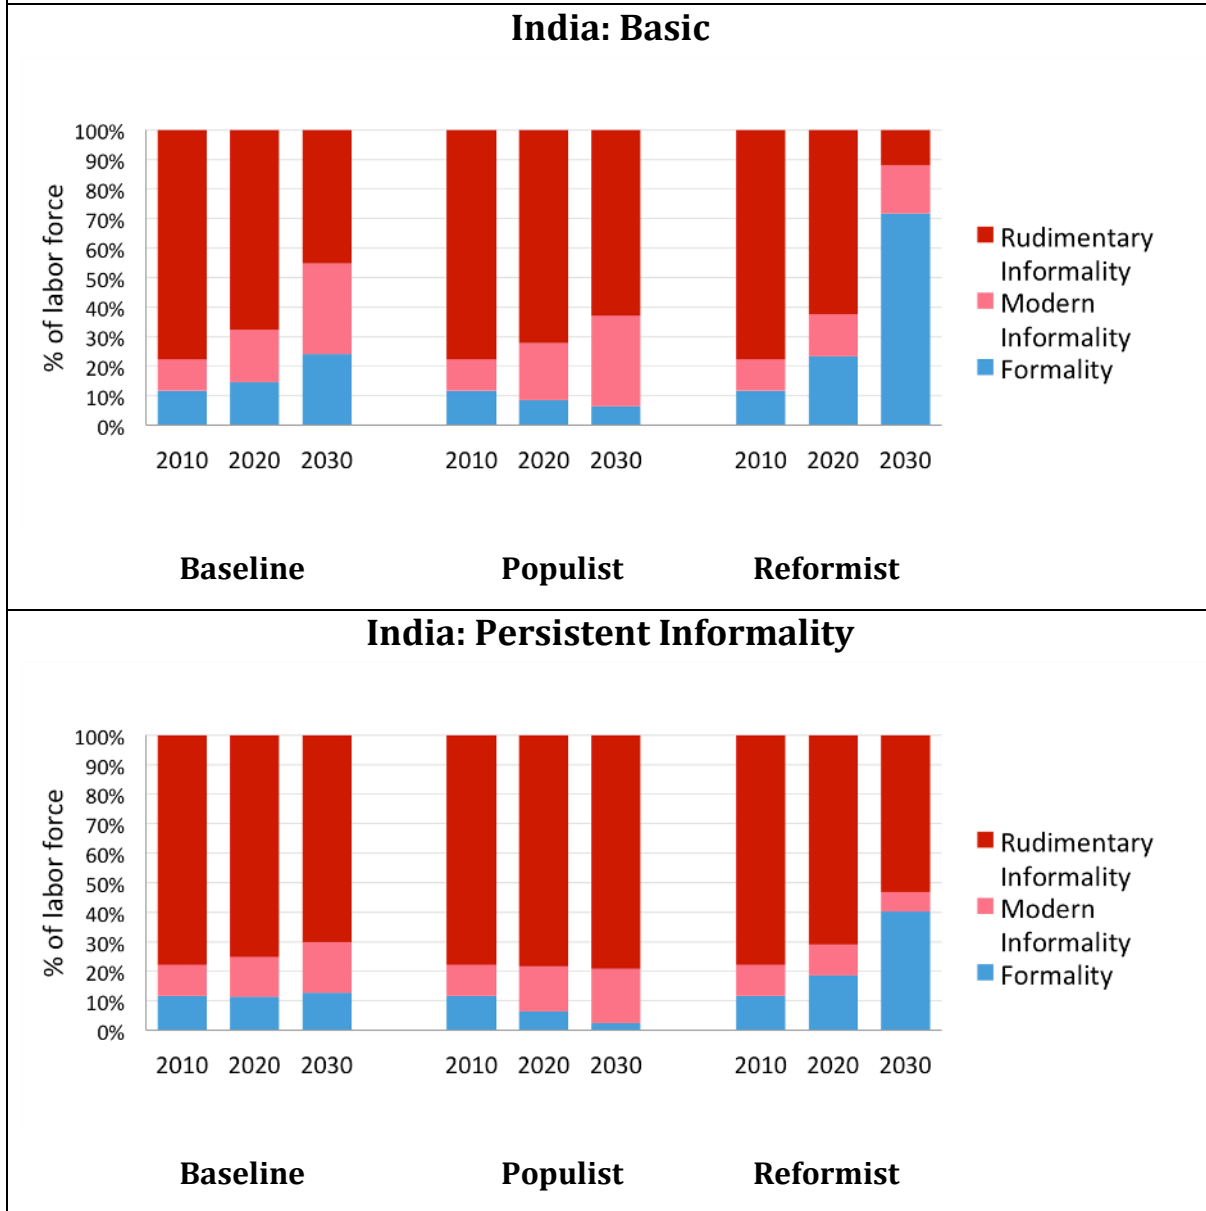 India: Basic
100%
90%
80%
70%
60%
50%
40%
30%
20%
10%
0%
% of labor force
2010 2020 2030 2010 2020 2030 2010 2020 2030
Rudimentary
Informality
Modern
Informality
Formality
Baseline Populist Reformist
India: Persistent Informality
100%
90%
80%
70%
60%
50%
40%
30%
20%
10%
0%
% of labor force
2010 2020 2030 2010 2020 2030 2010 2020 2030
Rudimentary
Informality
Modern
Informality
Formality
Baseline Populist Reformist